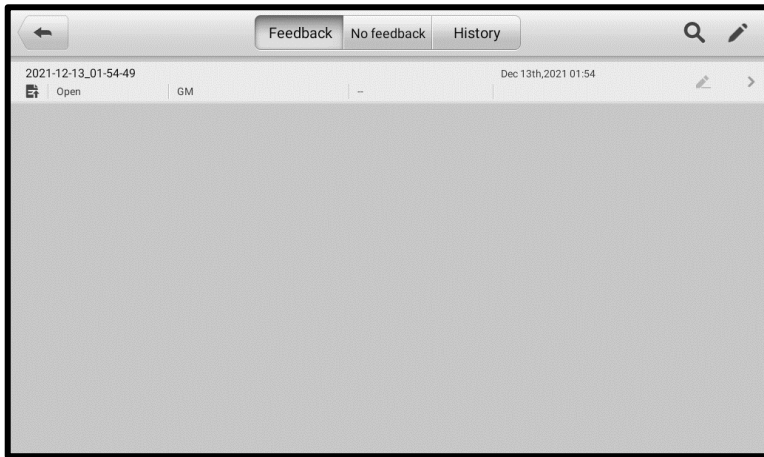 Feedback No feedback History
2021-12-13_01-54-49 Dec 13th,2021 01:54
Open GM --